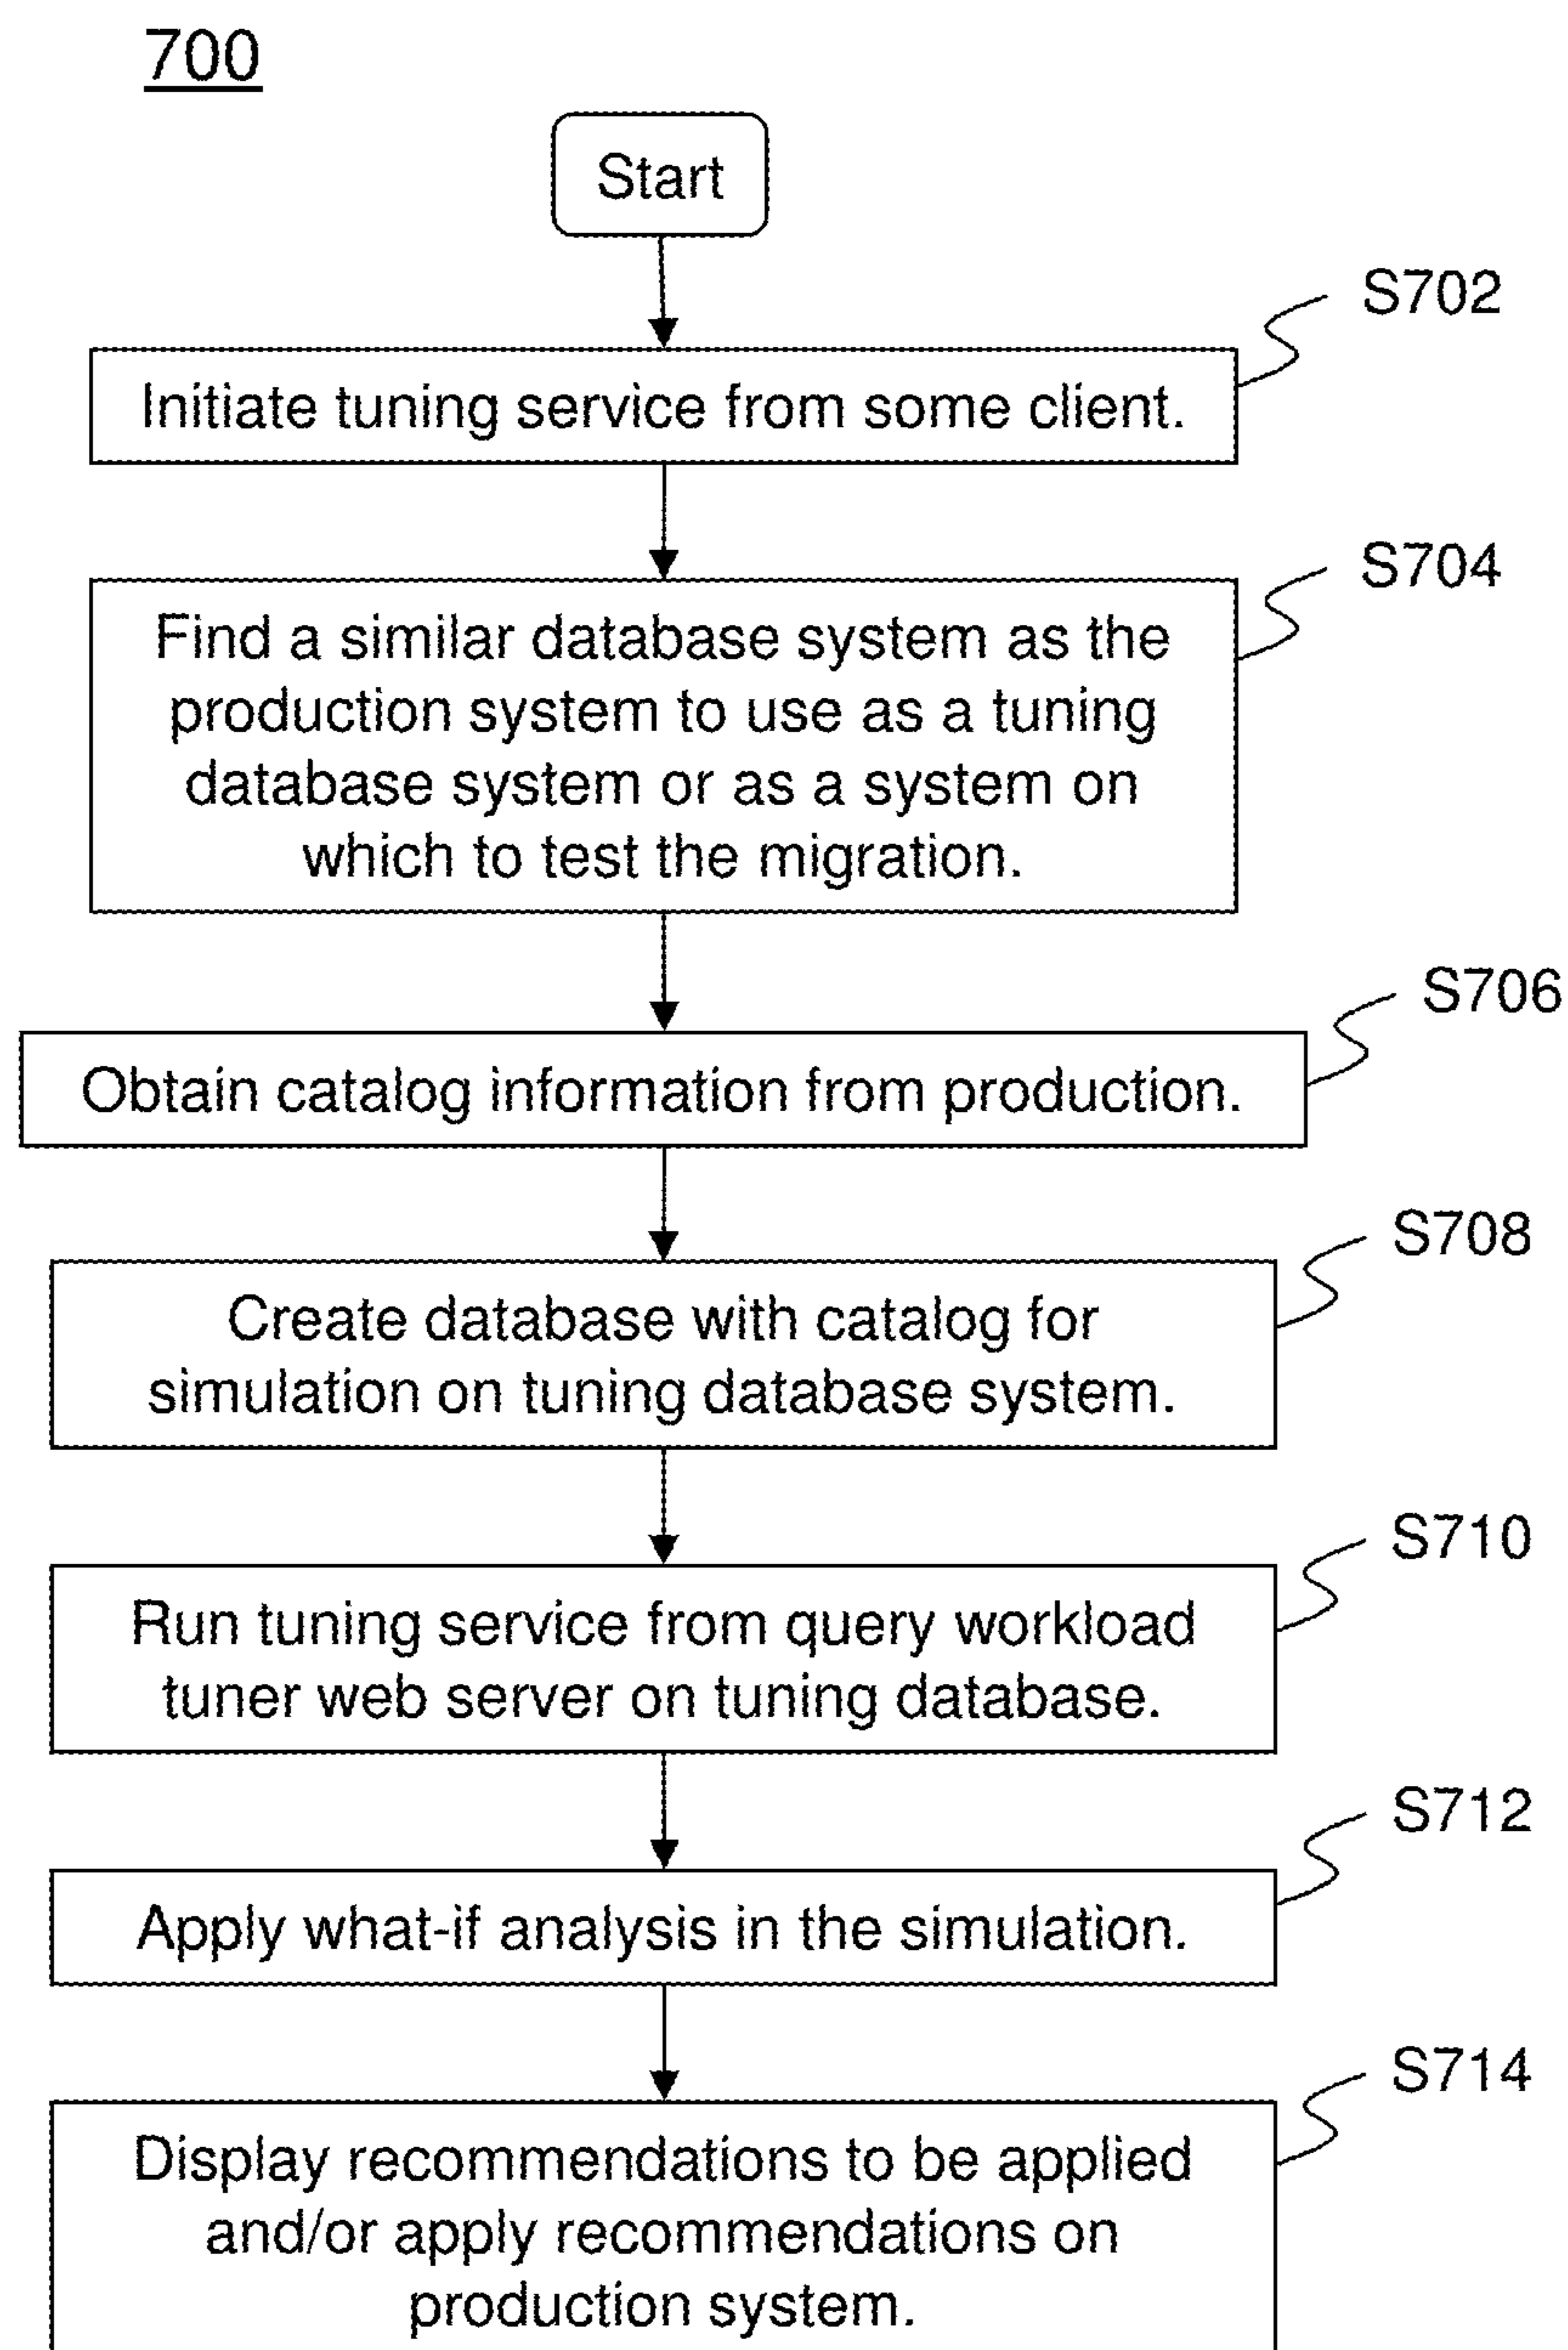 700
Start
S702
Initiate tuning service from some client.
S704
Find a similar database system as the
production system to use as a tuning
database system or as a system on
which to test the migration.
S706
Obtain catalog information from production.
S708
Create database with catalog for
simulation on tuning database system.
S710
Run tuning service from query workload
tuner web server on tuning database.
S712
Apply what-if analysis in the simulation.
S714
Display recommendations to be applied
and/or apply recommendations on
production system.